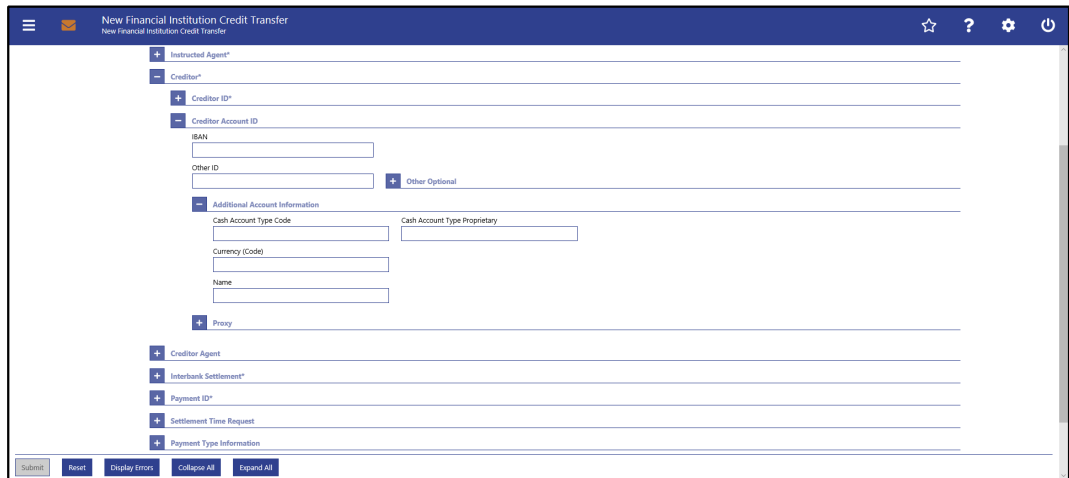 New Financial Institution Credit Transfer
New Financial Institution Credit Transfer
Instructed Agent*
Creditor*
Creditor ID*
Creditor Account ID
IBAN
Other ID
Other Optional
Additional Account Information
Cash Account Type Code Cash Account Type Proprietary
Currency (Code)
Name
Proxy
Creditor Agent
Interbank Settlement*
Payment ID*
Settlement Time Request
Payment Type Information
Submit Reset Display Errors Collapse All Expand All